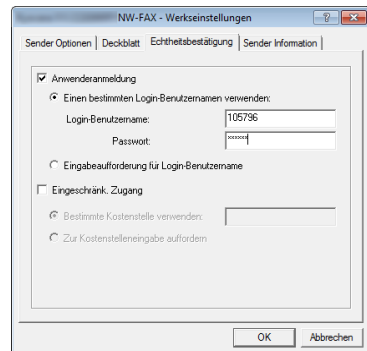 NW-FAX - Werkseinstellungen
Sender Optionen | Deckblatt | Echtheitsbestätigung | Sender Information
Anwenderanmeldung
Einen bestimmten Login-Benutzernamen verwenden:
Login-Benutzername: 105796
Passwort: xxxxxx
Eingabeaufforderung für Login-Benutzername
Eingeschränk. Zugang
Bestimmte Kostenstelle verwenden:
Zur Kostenstelleneingabe auffordern
OK Abbrechen